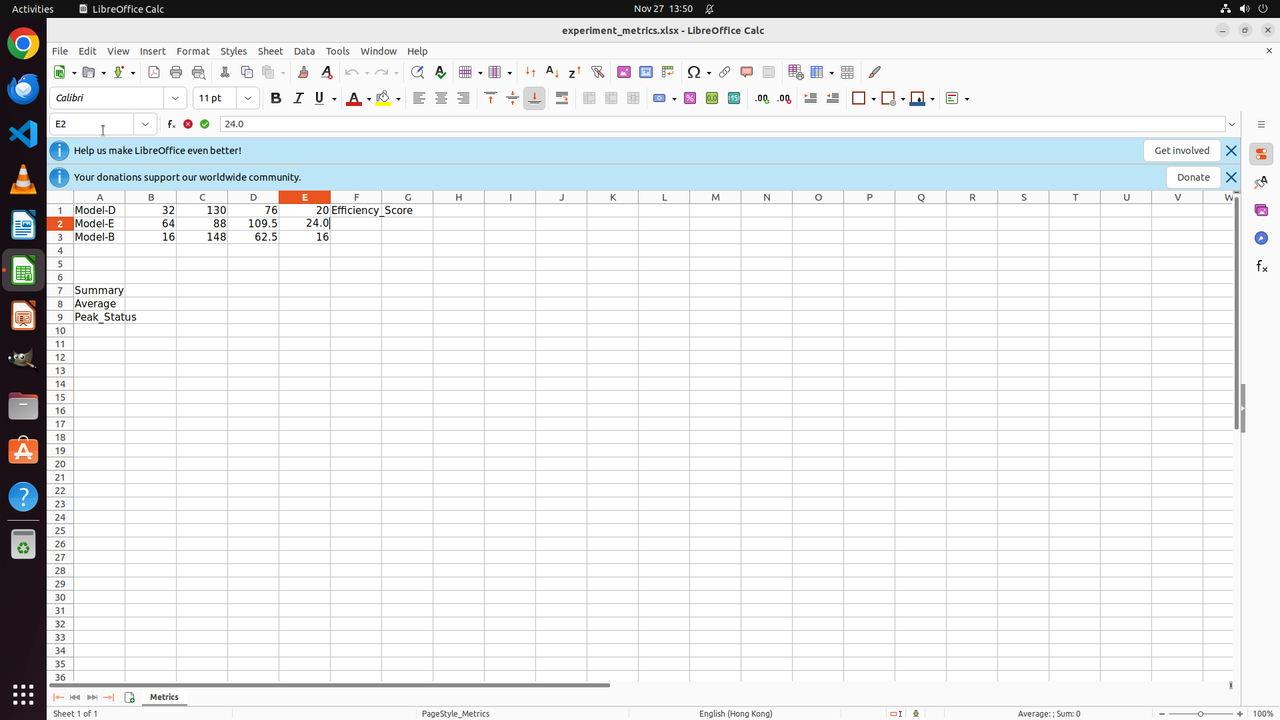 Activities LibreOffice Calc Nov 27 13:50
experiment_metrics.xlsx - LibreOffice Calc
File Edit View Insert Format Styles Sheet Data Tools Window Help
Calibri 11 pt
E2 24.0
Help us make LibreOffice even better! Get involved
Your donations support our worldwide community. Donate
A B C D E F G H I J K L M N O P Q R S T U V W
1 Model-D 32 130 76 20 Efficiency_Score
2 Model-E 64 88 109.5 24.0
3 Model-B 16 148 62.5 16
4
5
6
7 Summary
8 Average
9 Peak_Status
10
11
12
13
14
15
16
17
18
19
20
21
22
23
24
25
26
27
28
29
30
31
32
33
34
35
36
Metrics
Sheet 1 of 1 PageStyle_Metrics English (Hong Kong) Average: ; Sum: 0 100%